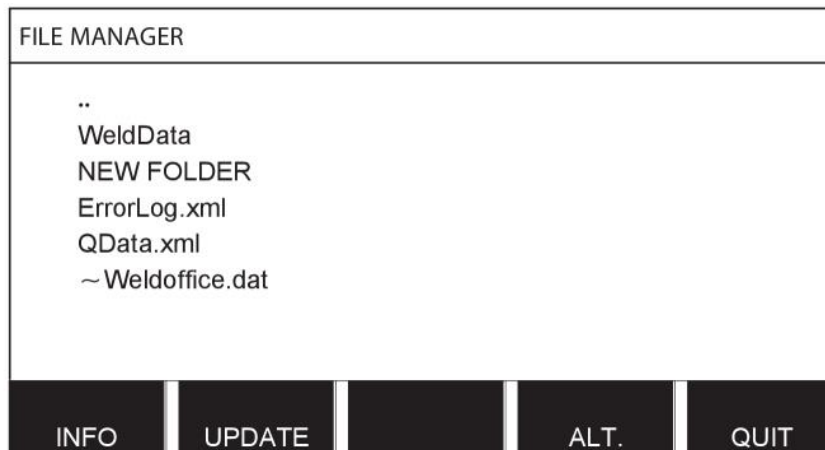 FILE MANAGER
..
WeldData
NEW FOLDER
ErrorLog.xml
QData.xml
~Weldoffice.dat
INFO UPDATE ALT. QUIT